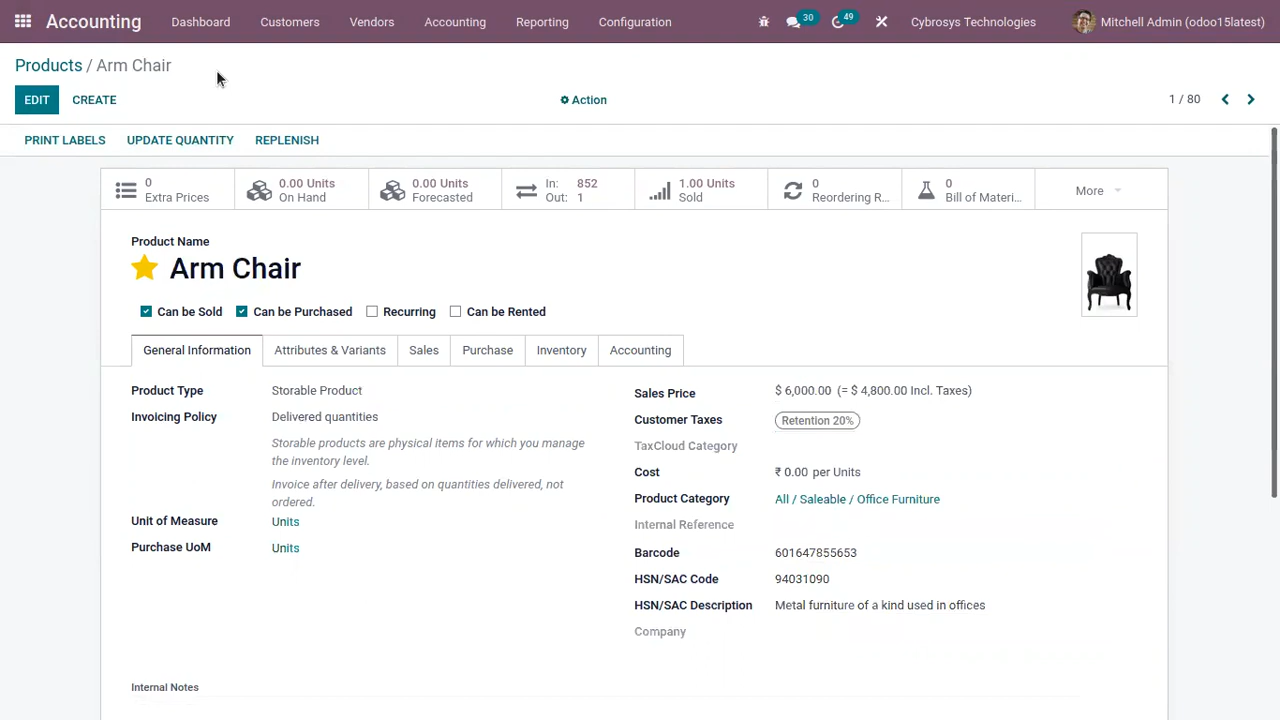 Accounting Dashboard Customers Vendors Accounting Reporting Configuration 30 49 Cybrosys Technologies Mitchell Admin (odoo15latest)
Products / Arm Chair
EDIT CREATE Action 1 / 80
PRINT LABELS UPDATE QUANTITY REPLENISH
0 0.00 Units 0.00 Units In: 852 1.00 Units 0 0 More
Extra Prices On Hand Forecasted Out: 1 Sold Reordering R... Bill of Materi...
Product Name
Arm Chair
Can be Sold Can be Purchased Recurring Can be Rented
General Information Attributes & Variants Sales Purchase Inventory Accounting
Product Type Storable Product
Invoicing Policy Delivered quantities
Storable products are physical items for which you manage
the inventory level.
Invoice after delivery, based on quantities delivered, not
ordered.
Unit of Measure Units
Purchase UoM Units
Sales Price $ 6,000.00 (= $ 4,800.00 Incl. Taxes)
Customer Taxes Retention 20%
TaxCloud Category
Cost ₹ 0.00 per Units
Product Category All / Saleable / Office Furniture
Internal Reference
Barcode 601647855653
HSN/SAC Code 94031090
HSN/SAC Description Metal furniture of a kind used in offices
Company
Internal Notes